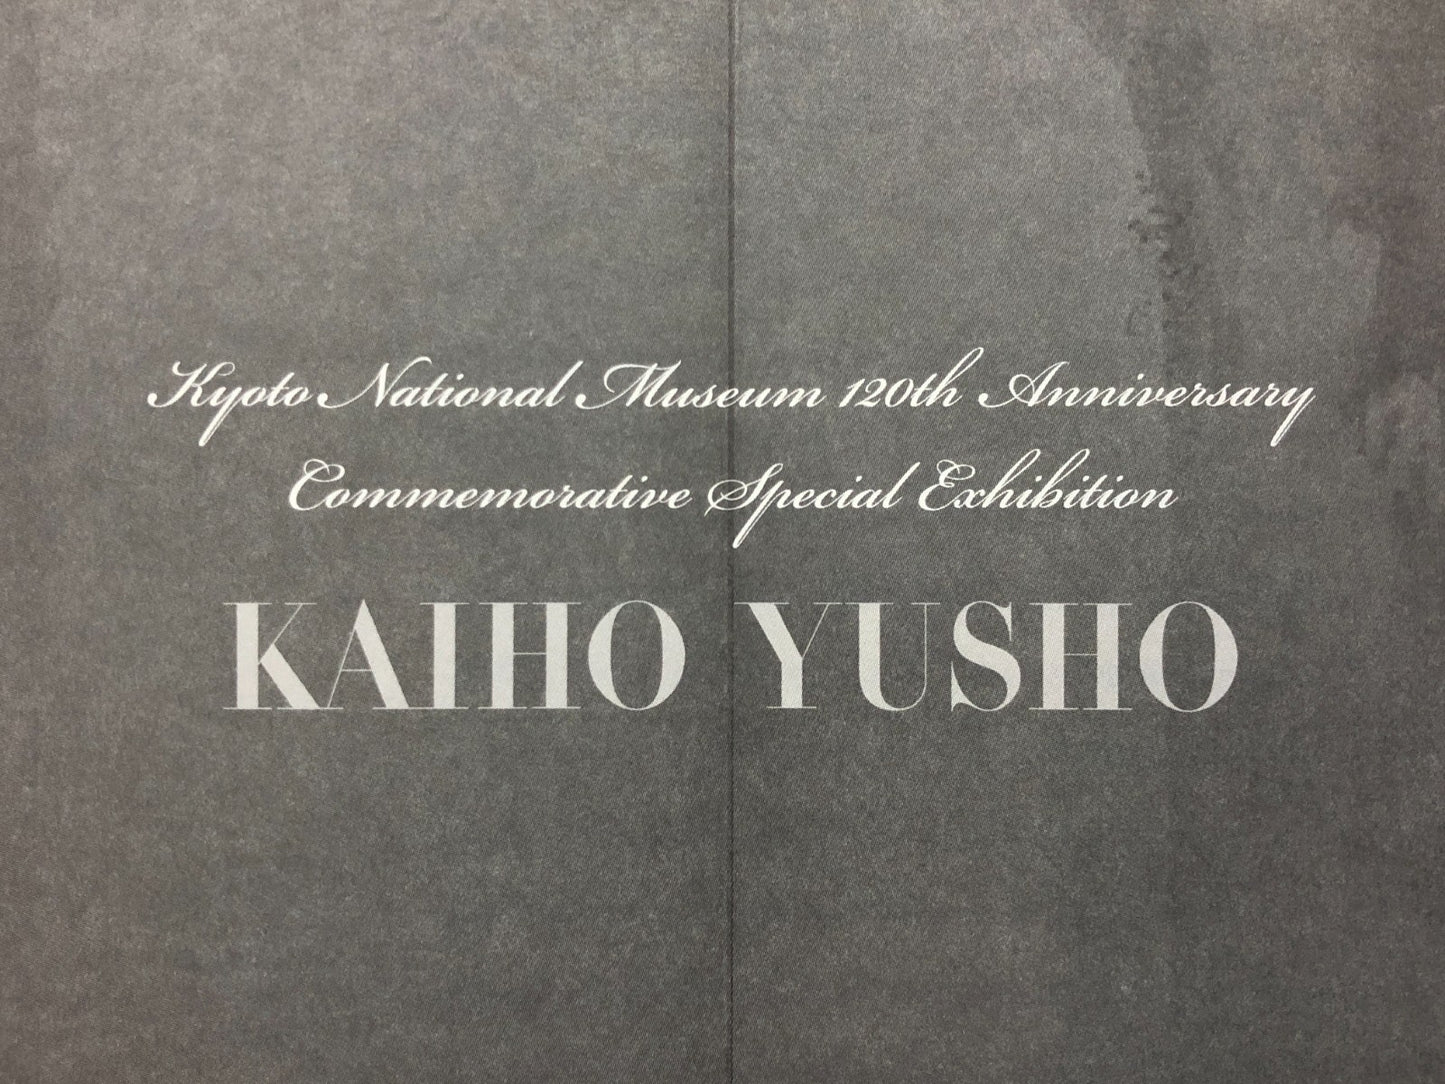 Kyoto National Museum 120th Anniversary
Commemorative Special Exhibition
KAIHO YUSHO